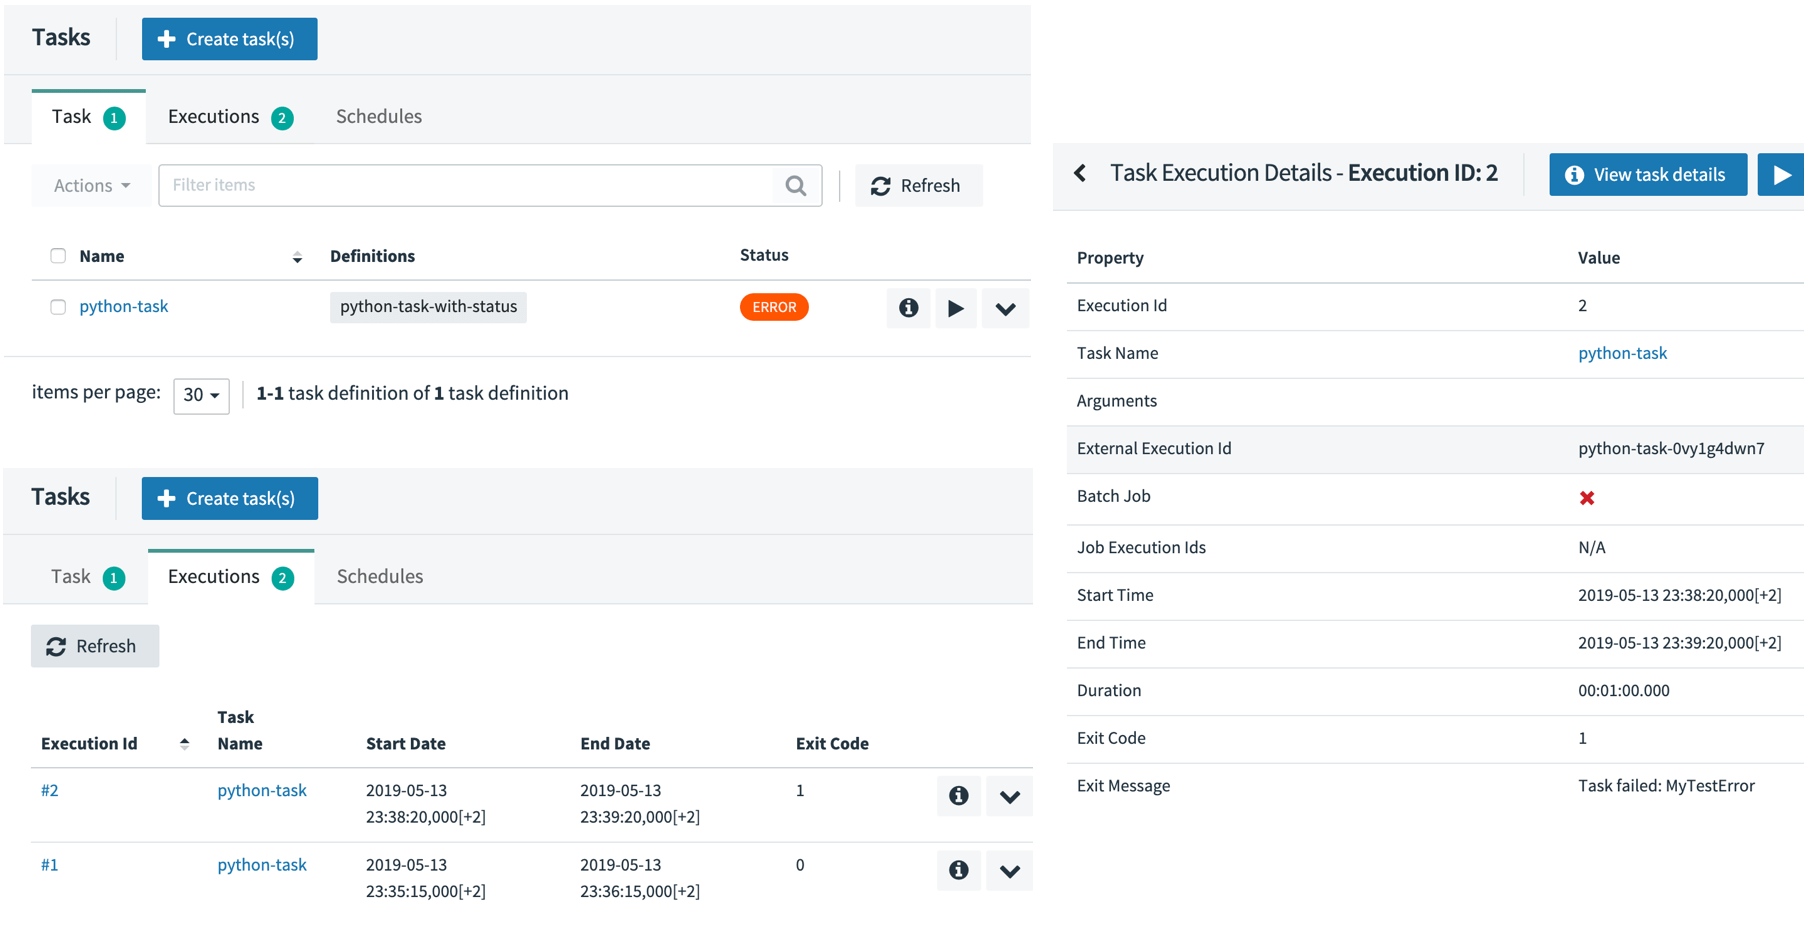 Tasks
Create task(s)
Task 1
Executions 2
Schedules
Actions
Filter items
Refresh
Name
Definitions
Status
python-task
python-task-with-status
ERROR
items per page: 30
1-1 task definition of 1 task definition
Tasks
Create task(s)
Task 1
Executions 2
Schedules
Refresh
Execution Id
Task
Name
Start Date
End Date
Exit Code
#2
python-task
2019-05-13
23:38:20,000[+2]
2019-05-13
23:39:20,000[+2]
1
#1
python-task
2019-05-13
23:35:15,000[+2]
2019-05-13
23:36:15,000[+2]
0
Task Execution Details - Execution ID: 2
View task details
Property Value
Execution Id 2
Task Name python-task
Arguments
External Execution Id python-task-0vy1g4dwn7
Batch Job
Job Execution Ids N/A
Start Time 2019-05-13 23:38:20,000[+2]
End Time 2019-05-13 23:39:20,000[+2]
Duration 00:01:00.000
Exit Code 1
Exit Message Task failed: MyTestError